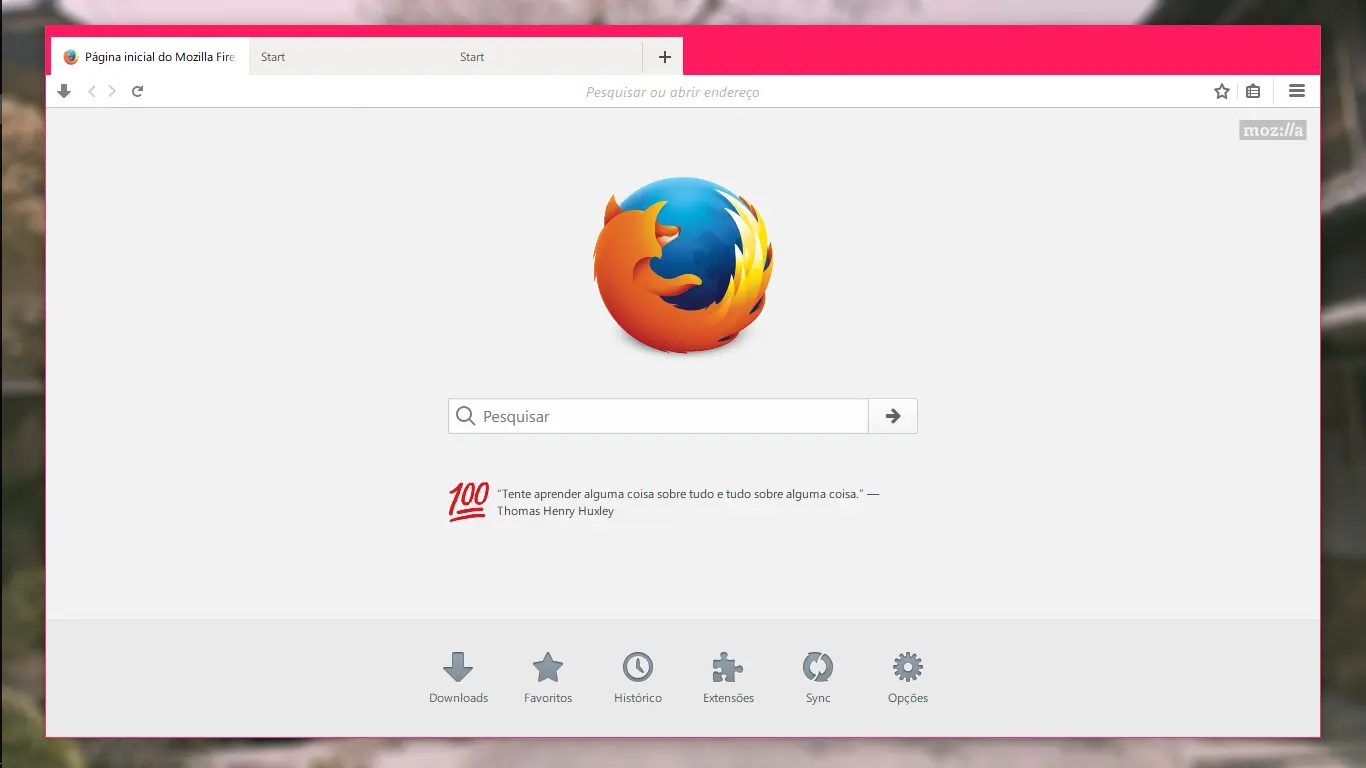 Página inicial do Mozilla Fire
Start
Start
Pesquisar ou abrir endereço
moz://a
Pesquisar
100
“Tente aprender alguma coisa sobre tudo e tudo sobre alguma coisa.” —
Thomas Henry Huxley
Downloads
Favoritos
Histórico
Extensões
Sync
Opções